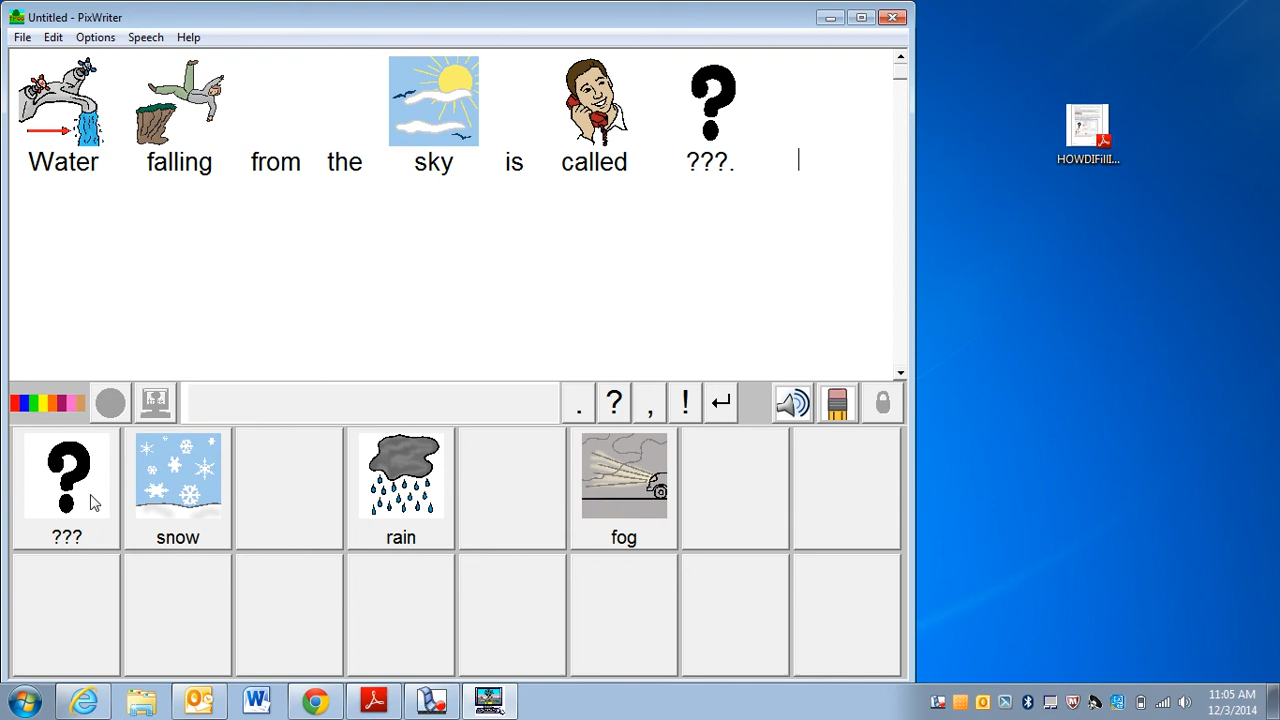 Untitled - PixWriter
File Edit Options Speech Help
Water falling from the sky is called ???.
HOWDIFillI...
. ? , !
??? snow rain fog
11:05 AM
12/3/2014